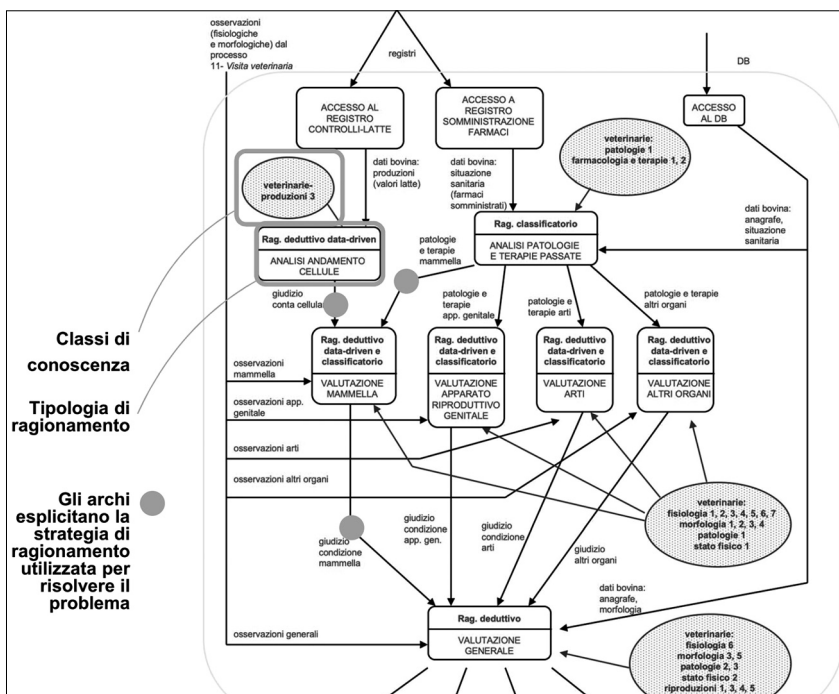 osservazioni
(fisiologiche
e morfologiche) dal
processo
11- Visita veterinaria
registri
DB
ACCESSO AL
REGISTRO
CONTROLLI-LATTE
ACCESSO A
REGISTRO
SOMMINISTRAZIONE
FARMACI
ACCESSO
AL DB
veterinarie:
patologie 1
farmacologia e terapie 1, 2
dati bovina:
produzioni
(valori latte)
dati bovina:
situazione
sanitaria
(farmaci
somministrati)
veterinarie-
produzioni 3
dati bovina:
anagrafe,
situazione
sanitaria
Rag. deduttivo data-driven
ANALISI ANDAMENTO
CELLULE
patologie
e terapie
mammella
Rag. classificatorio
ANALISI PATOLOGIE
E TERAPIE PASSATE
giudizio
conta cellula
patologie e
terapie
app. genitale
patologie e
terapie arti
patologie e terapie
altri organi
Classi di
conoscenza
Rag. deduttivo
data-driven e
classificatorio
VALUTAZIONE
MAMMELLA
Rag. deduttivo
data-driven e
classificatorio
VALUTAZIONE
APPARATO
RIPRODUTTIVO
GENITALE
Rag. deduttivo
data-driven e
classificatorio
VALUTAZIONE
ARTI
Rag. deduttivo
data-driven e
classificatorio
VALUTAZIONE
ALTRI ORGANI
osservazioni
mammella
Tipologia di
ragionamento
osservazioni app.
genitale
osservazioni arti
osservazioni altri organi
Gli archi
esplicitano la
strategia di
ragionamento
utilizzata per
risolvere il
problema
veterinarie:
fisiologia 1, 2, 3, 4, 5, 6, 7
morfologia 1, 2, 3, 4
patologie 1
stato fisico 1
giudizio
condizione
mammella
giudizio
condizione
app. gen.
giudizio
condizione
arti
giudizio
altri organi
dati bovina:
anagrafe,
morfologia
Rag. deduttivo
VALUTAZIONE
GENERALE
osservazioni generali
veterinarie:
fisiologia 6
morfologia 3, 5
patologie 2, 3
stato fisico 2
riproduzioni 1, 3, 4, 5